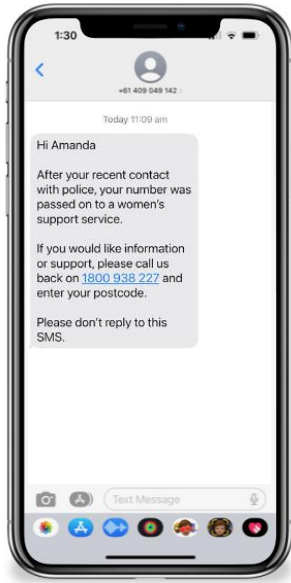 1:30
+61 409 049 142
Today 11:09 am
Hi Amanda
After your recent contact
with police, your number was
passed on to a women's
support service.
If you would like information
or support, please call us
back on 1800 938 227 and
enter your postcode.
Please don't reply to this
SMS.
Text Message